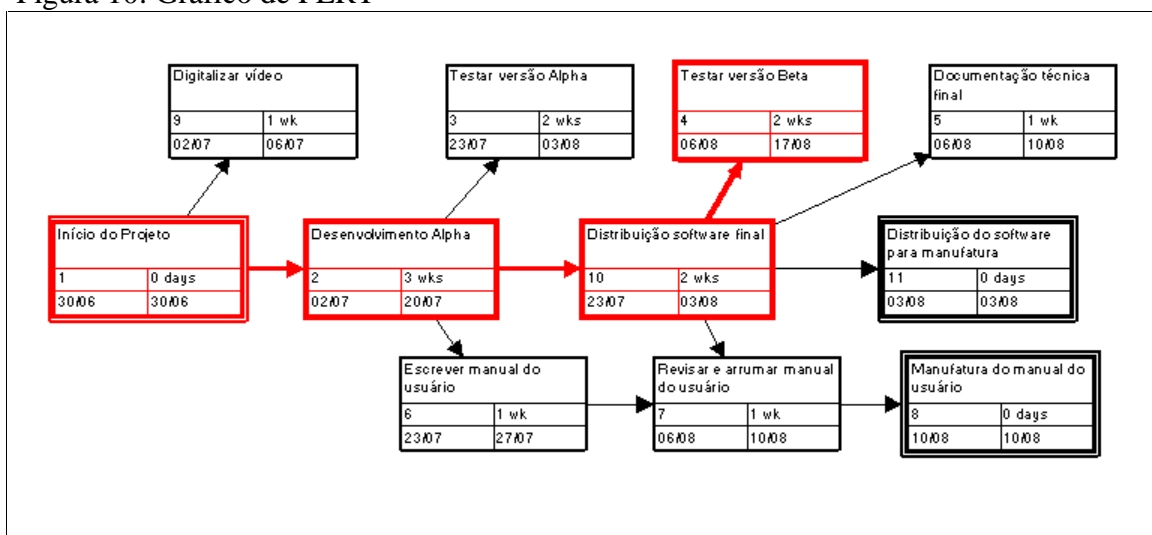 Figura 10: Gráfico de PERT
Digitalizar vídeo
9 1 wk
02/07 06/07
Testar versão Alpha
3 2 wks
23/07 03/08
Testar versão Beta
4 2 wks
06/08 17/08
Documentação técnica
final
5 1 wk
06/08 10/08
Início do Projeto
1 0 days
30/06 30/06
Desenvolvimento Alpha
2 3 wks
02/07 20/07
Distribuição software final
10 2 wks
23/07 03/08
Distribuição do software
para manufatura
11 0 days
03/08 03/08
Escrever manual do
usuário
6 1 wk
23/07 27/07
Revisar e arrumar manual
do usuário
7 1 wk
06/08 10/08
Manufatura do manual do
usuário
8 0 days
10/08 10/08